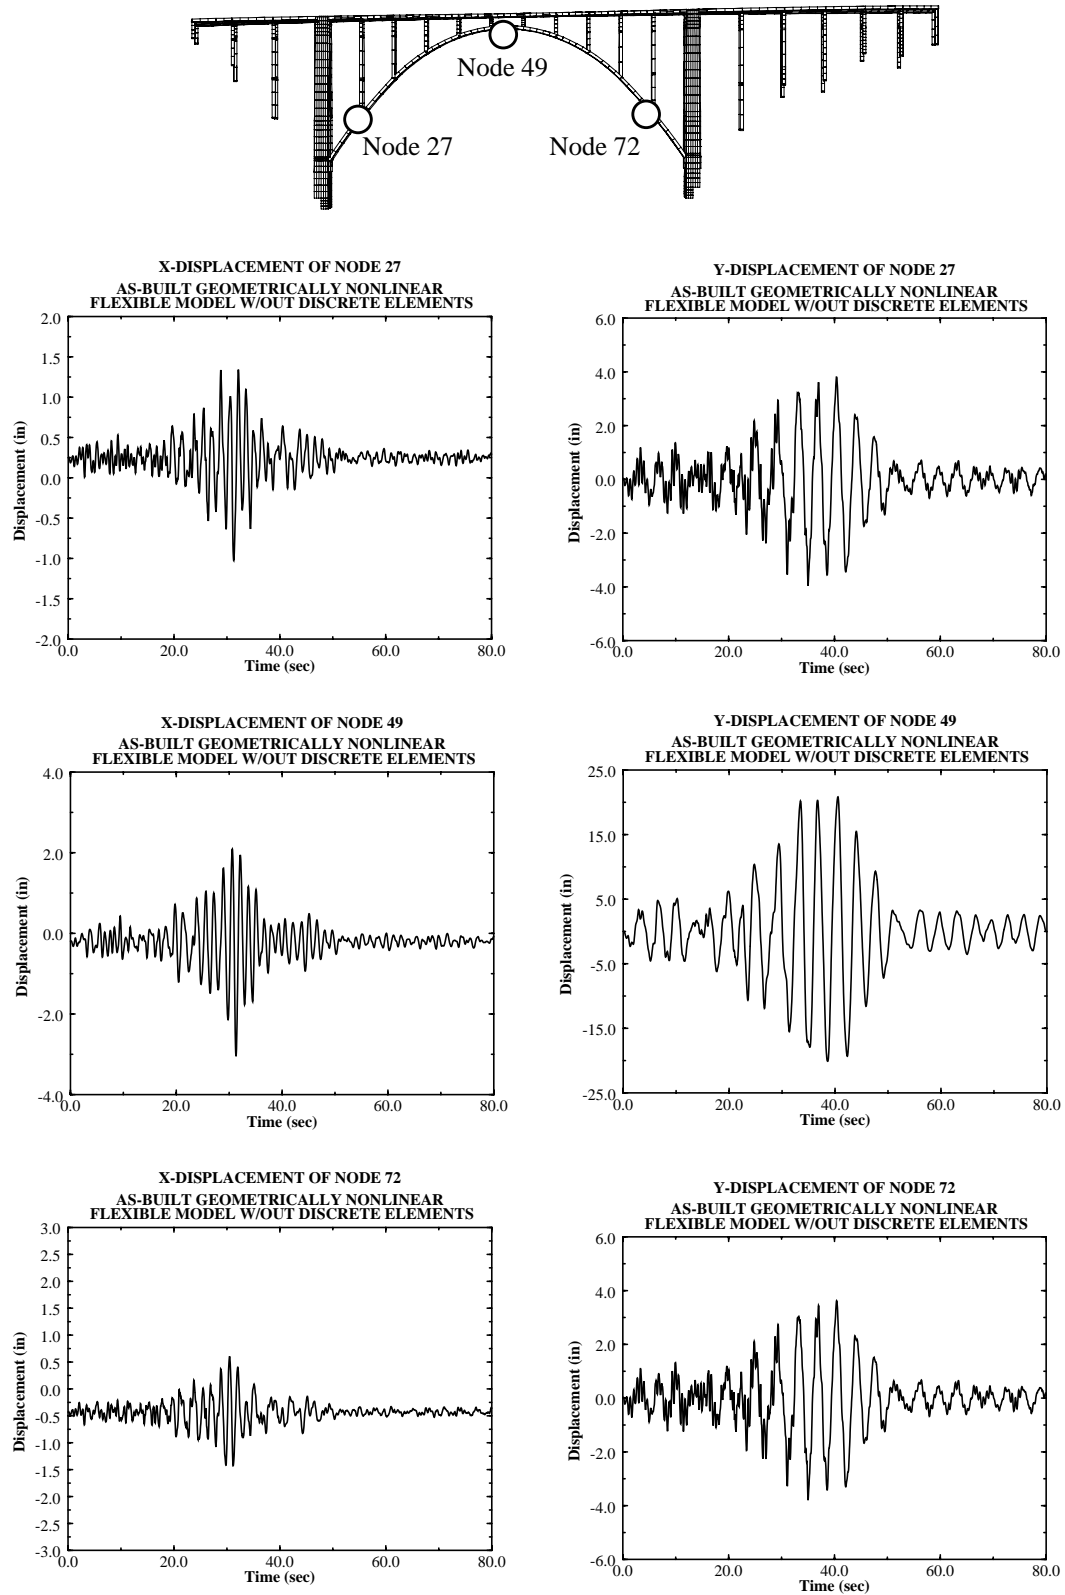 Node 49
Node 27
Node 72
X-DISPLACEMENT OF NODE 27
AS-BUILT GEOMETRICALLY NONLINEAR
FLEXIBLE MODEL W/OUT DISCRETE ELEMENTS
2.0
1.5
1.0
0.5
0.0
-0.5
-1.0
-1.5
-2.0
Displacement (in)
0.0 20.0 40.0 60.0 80.0
Time (sec)
Y-DISPLACEMENT OF NODE 27
AS-BUILT GEOMETRICALLY NONLINEAR
FLEXIBLE MODEL W/OUT DISCRETE ELEMENTS
6.0
4.0
2.0
0.0
-2.0
-4.0
-6.0
Displacement (in)
0.0 20.0 40.0 60.0 80.0
Time (sec)
X-DISPLACEMENT OF NODE 49
AS-BUILT GEOMETRICALLY NONLINEAR
FLEXIBLE MODEL W/OUT DISCRETE ELEMENTS
4.0
2.0
0.0
-2.0
-4.0
Displacement (in)
0.0 20.0 40.0 60.0 80.0
Time (sec)
Y-DISPLACEMENT OF NODE 49
AS-BUILT GEOMETRICALLY NONLINEAR
FLEXIBLE MODEL W/OUT DISCRETE ELEMENTS
25.0
15.0
5.0
-5.0
-15.0
-25.0
Displacement (in)
0.0 20.0 40.0 60.0 80.0
Time (sec)
X-DISPLACEMENT OF NODE 72
AS-BUILT GEOMETRICALLY NONLINEAR
FLEXIBLE MODEL W/OUT DISCRETE ELEMENTS
3.0
2.5
2.0
1.5
1.0
0.5
0.0
-0.5
-1.0
-1.5
-2.0
-2.5
-3.0
Displacement (in)
0.0 20.0 40.0 60.0 80.0
Time (sec)
Y-DISPLACEMENT OF NODE 72
AS-BUILT GEOMETRICALLY NONLINEAR
FLEXIBLE MODEL W/OUT DISCRETE ELEMENTS
6.0
4.0
2.0
0.0
-2.0
-4.0
-6.0
Displacement (in)
0.0 20.0 40.0 60.0 80.0
Time (sec)